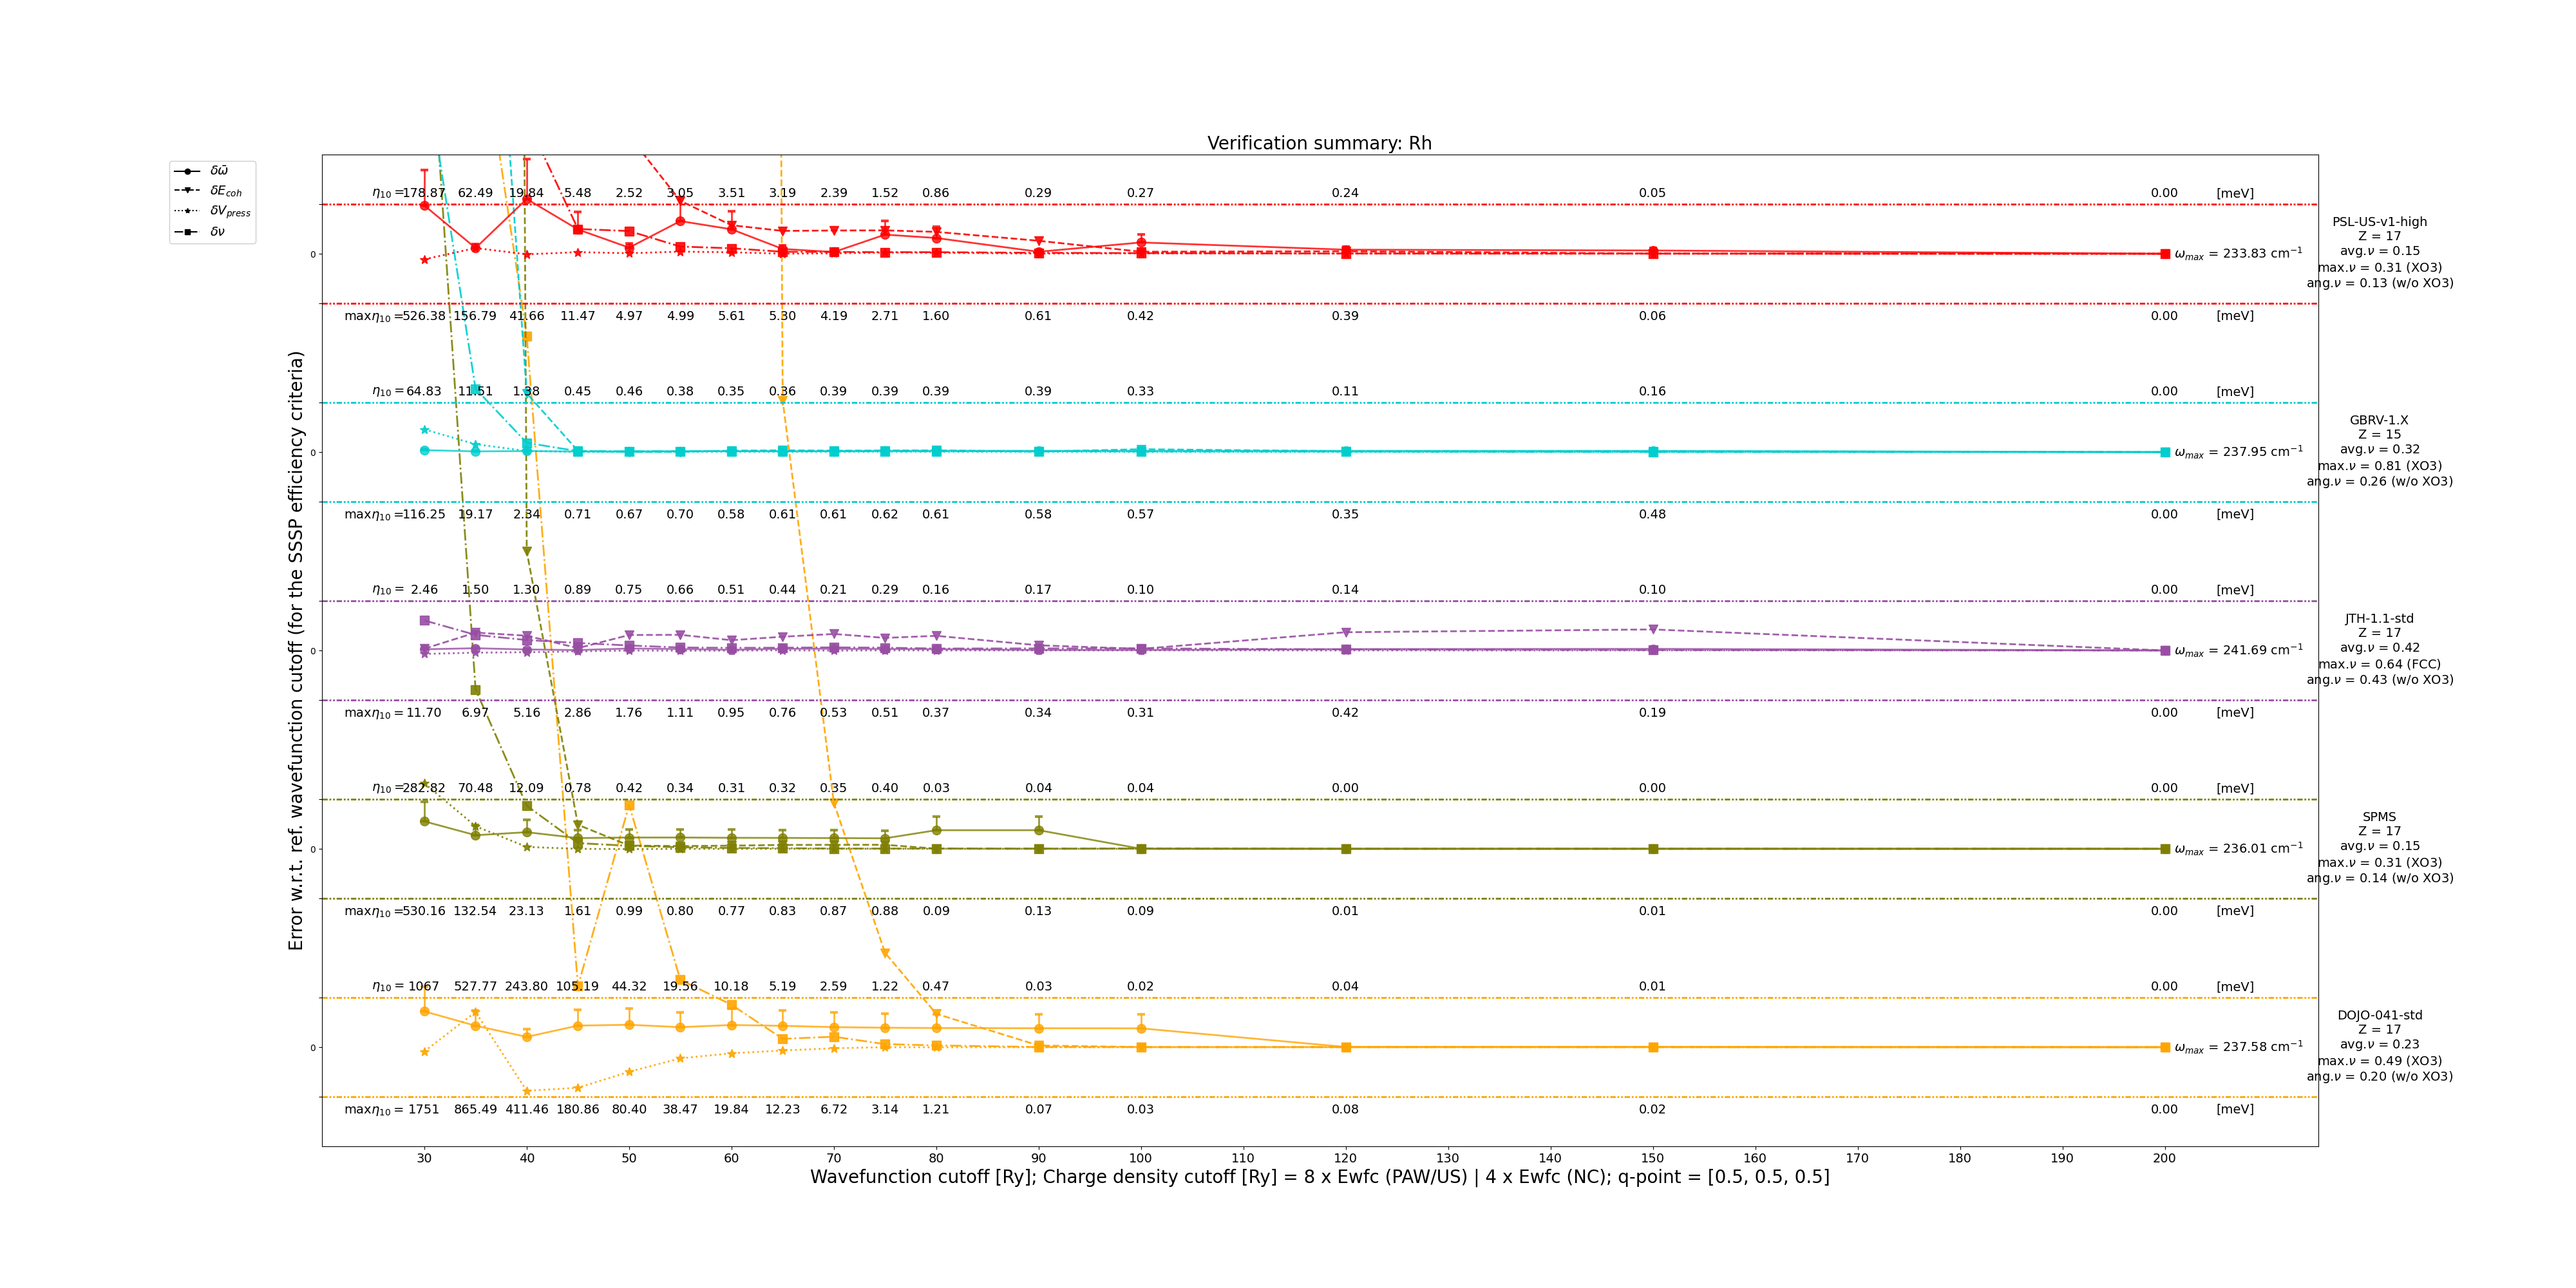 Verification summary: Rh
δω̄
δE_coh
δV_press
δν
Error w.r.t. ref. wavefunction cutoff (for the SSSP efficiency criteria)
η₁₀ = 178.87 62.49 19.84 5.48 2.52 3.05 3.51 3.19 2.39 1.52 0.86 0.29 0.27 0.24 0.05 0.00 [meV]
0
ω_max = 233.83 cm⁻¹
maxη₁₀ = 526.38 156.79 41.66 11.47 4.97 4.99 5.61 5.30 4.19 2.71 1.60 0.61 0.42 0.39 0.06 0.00 [meV]
PSL-US-v1-high
Z = 17
avg.ν = 0.15
max.ν = 0.31 (XO3)
ang.ν = 0.13 (w/o XO3)
η₁₀ = 64.83 11.51 1.38 0.45 0.46 0.38 0.35 0.36 0.39 0.39 0.39 0.39 0.33 0.11 0.16 0.00 [meV]
0
ω_max = 237.95 cm⁻¹
maxη₁₀ = 116.25 19.17 2.34 0.71 0.67 0.70 0.58 0.61 0.61 0.62 0.61 0.58 0.57 0.35 0.48 0.00 [meV]
GBRV-1.X
Z = 15
avg.ν = 0.32
max.ν = 0.81 (XO3)
ang.ν = 0.26 (w/o XO3)
η₁₀ = 2.46 1.50 1.30 0.89 0.75 0.66 0.51 0.44 0.21 0.29 0.16 0.17 0.10 0.14 0.10 0.00 [meV]
0
ω_max = 241.69 cm⁻¹
maxη₁₀ = 11.70 6.97 5.16 2.86 1.76 1.11 0.95 0.76 0.53 0.51 0.37 0.34 0.31 0.42 0.19 0.00 [meV]
JTH-1.1-std
Z = 17
avg.ν = 0.42
max.ν = 0.64 (FCC)
ang.ν = 0.43 (w/o XO3)
η₁₀ = 282.82 70.48 12.09 0.78 0.42 0.34 0.31 0.32 0.35 0.40 0.03 0.04 0.04 0.00 0.00 0.00 [meV]
0
ω_max = 236.01 cm⁻¹
maxη₁₀ = 530.16 132.54 23.13 1.61 0.99 0.80 0.77 0.83 0.87 0.88 0.09 0.13 0.09 0.01 0.01 0.00 [meV]
SPMS
Z = 17
avg.ν = 0.15
max.ν = 0.31 (XO3)
ang.ν = 0.14 (w/o XO3)
η₁₀ = 1067 527.77 243.80 105.19 44.32 19.56 10.18 5.19 2.59 1.22 0.47 0.03 0.02 0.04 0.01 0.00 [meV]
0
ω_max = 237.58 cm⁻¹
maxη₁₀ = 1751 865.49 411.46 180.86 80.40 38.47 19.84 12.23 6.72 3.14 1.21 0.07 0.03 0.08 0.02 0.00 [meV]
DOJO-041-std
Z = 17
avg.ν = 0.23
max.ν = 0.49 (XO3)
ang.ν = 0.20 (w/o XO3)
30 40 50 60 70 80 90 100 110 120 130 140 150 160 170 180 190 200
Wavefunction cutoff [Ry]; Charge density cutoff [Ry] = 8 x Ewfc (PAW/US) | 4 x Ewfc (NC); q-point = [0.5, 0.5, 0.5]